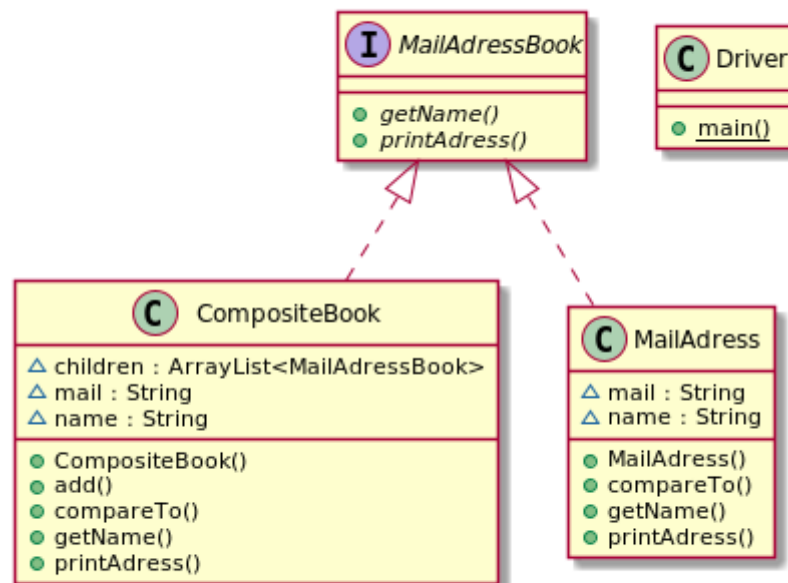 I MailAdressBook
getName()
printAdress()
C Driver
main()
C CompositeBook
children : ArrayList<MailAdressBook>
mail : String
name : String
CompositeBook()
add()
compareTo()
getName()
printAdress()
C MailAdress
mail : String
name : String
MailAdress()
compareTo()
getName()
printAdress()